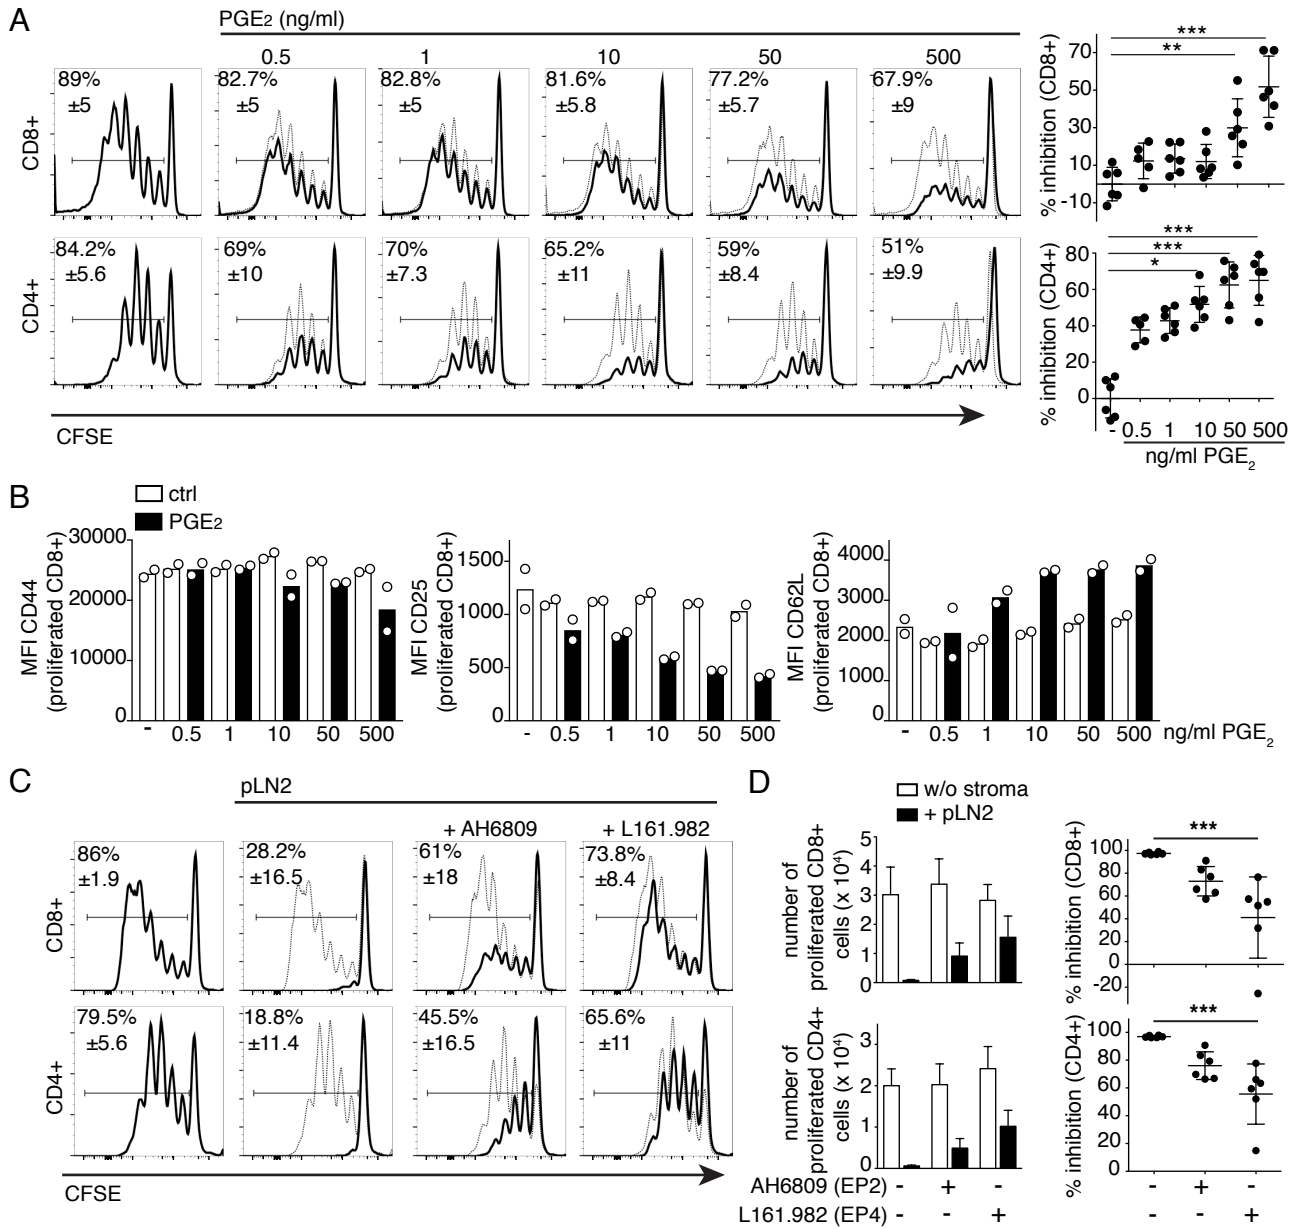 A
PGE2 (ng/ml)
0.5 1 10 50 500
CD8+
89% ±5
82.7% ±5
82.8% ±5
81.6% ±5.8
77.2% ±5.7
67.9% ±9
% inhibition (CD8+)
70
50
30
10
-10
***
**
CD4+
84.2% ±5.6
69% ±10
70% ±7.3
65.2% ±11
59% ±8.4
51% ±9.9
% inhibition (CD4+)
80
60
40
20
0
***
***
*
- 0.5 1 10 50 500
ng/ml PGE2
CFSE
B
ctrl
PGE2
MFI CD44
(proliferated CD8+)
30000
20000
10000
0
- 0.5 1 10 50 500
MFI CD25
(proliferated CD8+)
1500
1000
500
0
- 0.5 1 10 50 500
MFI CD62L
(proliferated CD8+)
4000
3000
2000
1000
0
- 0.5 1 10 50 500 ng/ml PGE2
C
pLN2
+ AH6809 + L161.982
CD8+
86% ±1.9
28.2% ±16.5
61% ±18
73.8% ±8.4
CD4+
79.5% ±5.6
18.8% ±11.4
45.5% ±16.5
65.6% ±11
CFSE
D
w/o stroma
+ pLN2
number of
proliferated CD8+
cells (x 10⁴)
5
4
3
2
1
0
% inhibition (CD8+)
100
80
60
40
20
0
-20
***
number of
proliferated CD4+
cells (x 10⁴)
3
2
1
0
% inhibition (CD4+)
100
80
60
40
20
0
***
AH6809 (EP2) - + - - + -
L161.982 (EP4) - - + - - +